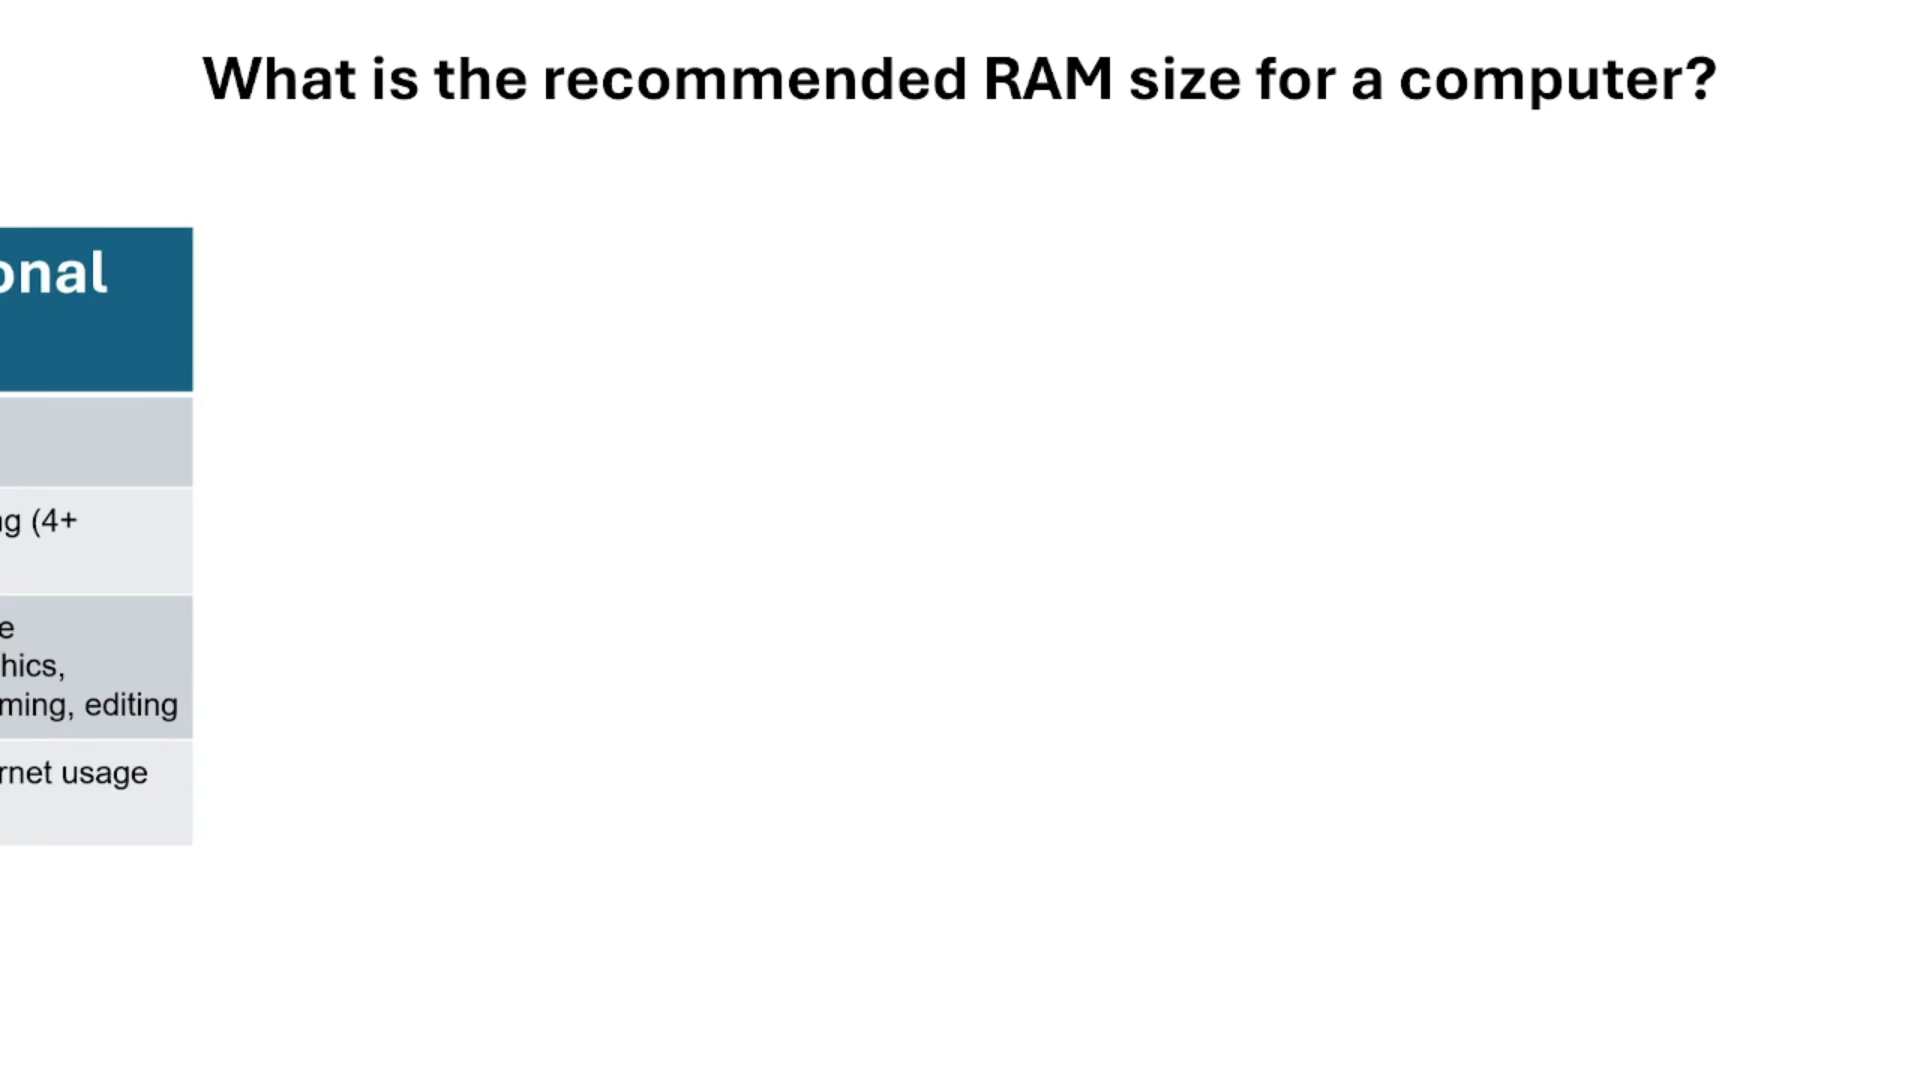 What is the recommended RAM size for a computer?
onal
g (4+
e
hics,
ming, editing
rnet usage